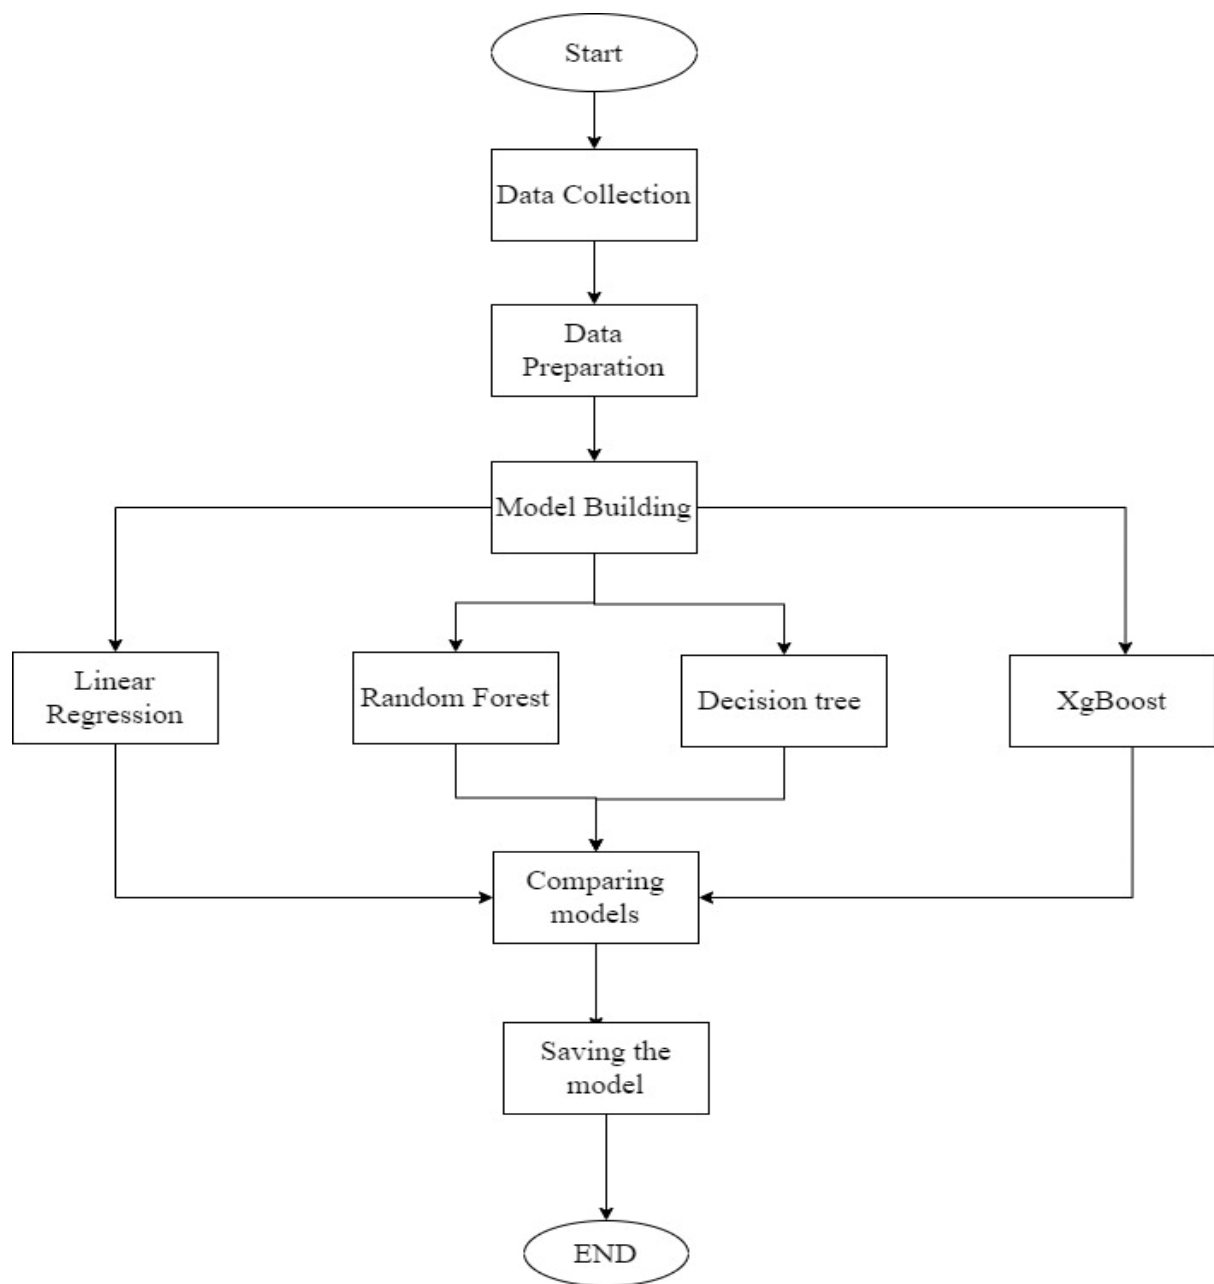 Start
Data Collection
Data
Preparation
Model Building
Linear
Regression
Random Forest
Decision tree
XgBoost
Comparing
models
Saving the
model
END